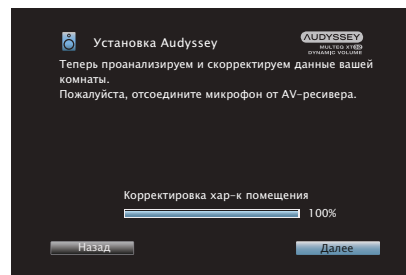 Установка Audyssey
AUDYSSEY
MULTEQ XT32
DYNAMIC VOLUME
Теперь проанализируем и скорректируем данные вашей
комнаты.
Пожалуйста, отсоедините микрофон от AV-ресивера.
Корректировка хар-к помещения
100%
Назад
Далее